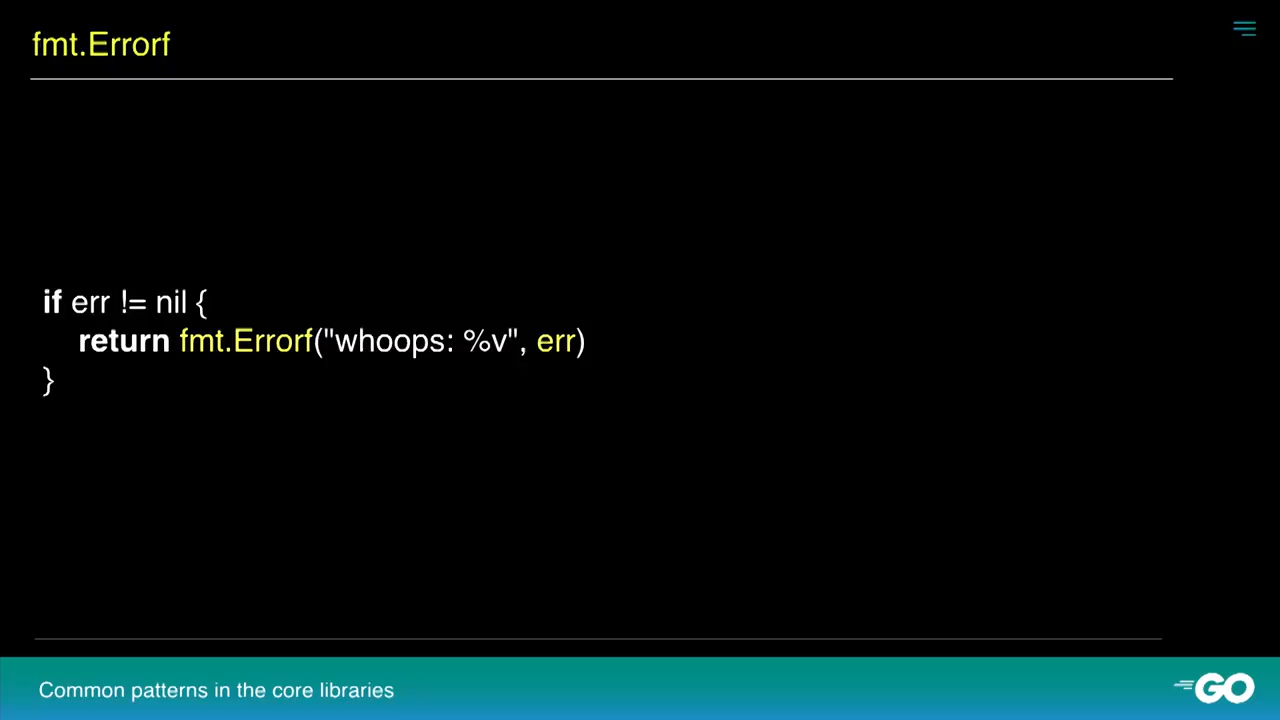 fmt.Errorf
if err != nil {
return fmt.Errorf("whoops: %v", err)
}
Common patterns in the core libraries
GO